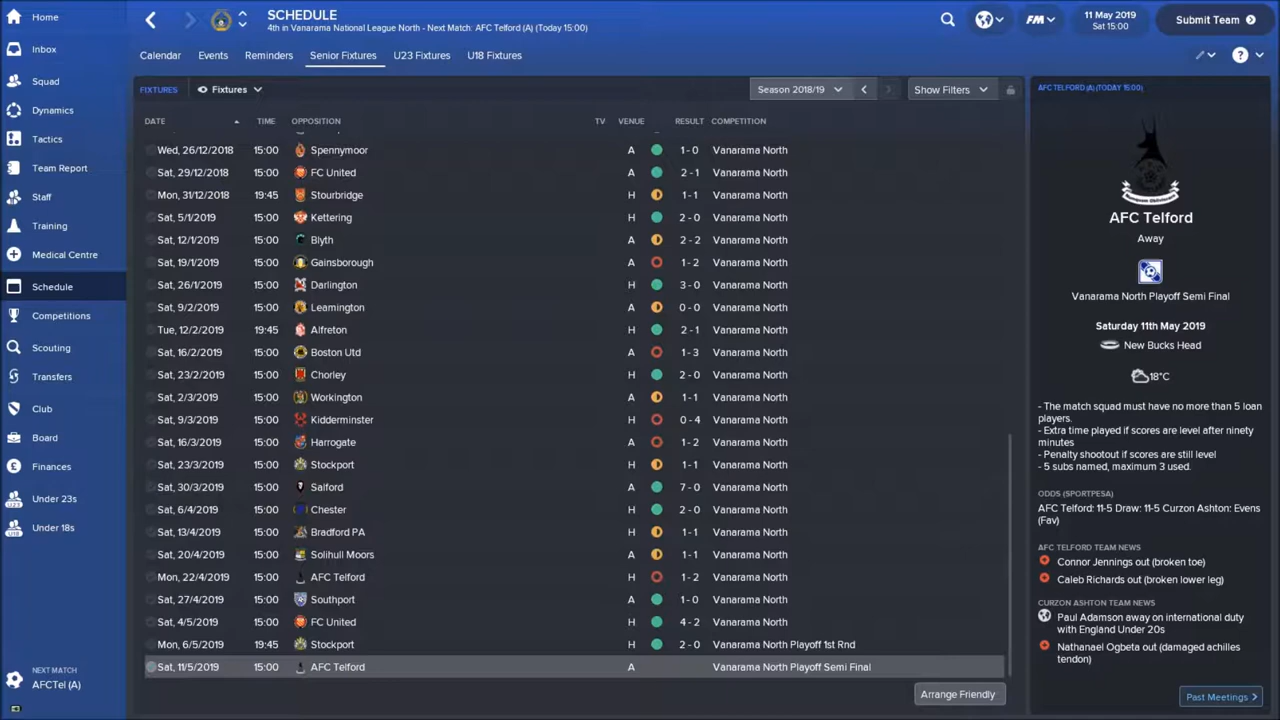 Home
SCHEDULE
4th in Vanarama National League North - Next Match: AFC Telford (A) (Today 15:00)
FM
11 May 2019
Sat 15:00
Submit Team
Inbox
Calendar
Events
Reminders
Senior Fixtures
U23 Fixtures
U18 Fixtures
?
Squad
Dynamics
Tactics
Team Report
Staff
Training
Medical Centre
Schedule
Competitions
Scouting
Transfers
Club
Board
Finances
Under 23s
Under 18s
NEXT MATCH
AFCTel (A)
FIXTURES
Fixtures
Season 2018/19
Show Filters
DATE TIME OPPOSITION TV VENUE RESULT COMPETITION
Wed, 26/12/2018 15:00 Spennymoor A 1-0 Vanarama North
Sat, 29/12/2018 15:00 FC United A 2-1 Vanarama North
Mon, 31/12/2018 19:45 Stourbridge H 1-1 Vanarama North
Sat, 5/1/2019 15:00 Kettering H 2-0 Vanarama North
Sat, 12/1/2019 15:00 Blyth A 2-2 Vanarama North
Sat, 19/1/2019 15:00 Gainsborough A 1-2 Vanarama North
Sat, 26/1/2019 15:00 Darlington H 3-0 Vanarama North
Sat, 9/2/2019 15:00 Leamington A 0-0 Vanarama North
Tue, 12/2/2019 19:45 Alfreton H 2-1 Vanarama North
Sat, 16/2/2019 15:00 Boston Utd A 1-3 Vanarama North
Sat, 23/2/2019 15:00 Chorley H 2-0 Vanarama North
Sat, 2/3/2019 15:00 Workington A 1-1 Vanarama North
Sat, 9/3/2019 15:00 Kidderminster H 0-4 Vanarama North
Sat, 16/3/2019 15:00 Harrogate A 1-2 Vanarama North
Sat, 23/3/2019 15:00 Stockport H 1-1 Vanarama North
Sat, 30/3/2019 15:00 Salford A 7-0 Vanarama North
Sat, 6/4/2019 15:00 Chester H 2-0 Vanarama North
Sat, 13/4/2019 15:00 Bradford PA H 1-1 Vanarama North
Sat, 20/4/2019 15:00 Solihull Moors A 1-1 Vanarama North
Mon, 22/4/2019 15:00 AFC Telford H 1-2 Vanarama North
Sat, 27/4/2019 15:00 Southport A 1-0 Vanarama North
Sat, 4/5/2019 15:00 FC United H 4-2 Vanarama North
Mon, 6/5/2019 19:45 Stockport H 2-0 Vanarama North Playoff 1st Rnd
Sat, 11/5/2019 15:00 AFC Telford A Vanarama North Playoff Semi Final
Arrange Friendly
AFC TELFORD (A) (TODAY 15:00)
AFC Telford
Away
Vanarama North Playoff Semi Final
Saturday 11th May 2019
New Bucks Head
18°C
- The match squad must have no more than 5 loan
players.
- Extra time played if scores are level after ninety
minutes
- Penalty shootout if scores are still level
- 5 subs named, maximum 3 used.
ODDS (SPORTPESA)
AFC Telford: 11-5 Draw: 11-5 Curzon Ashton: Evens
(Fav)
AFC TELFORD TEAM NEWS
Connor Jennings out (broken toe)
Caleb Richards out (broken lower leg)
CURZON ASHTON TEAM NEWS
Paul Adamson away on international duty
with England Under 20s
Nathanael Ogbeta out (damaged achilles
tendon)
Past Meetings